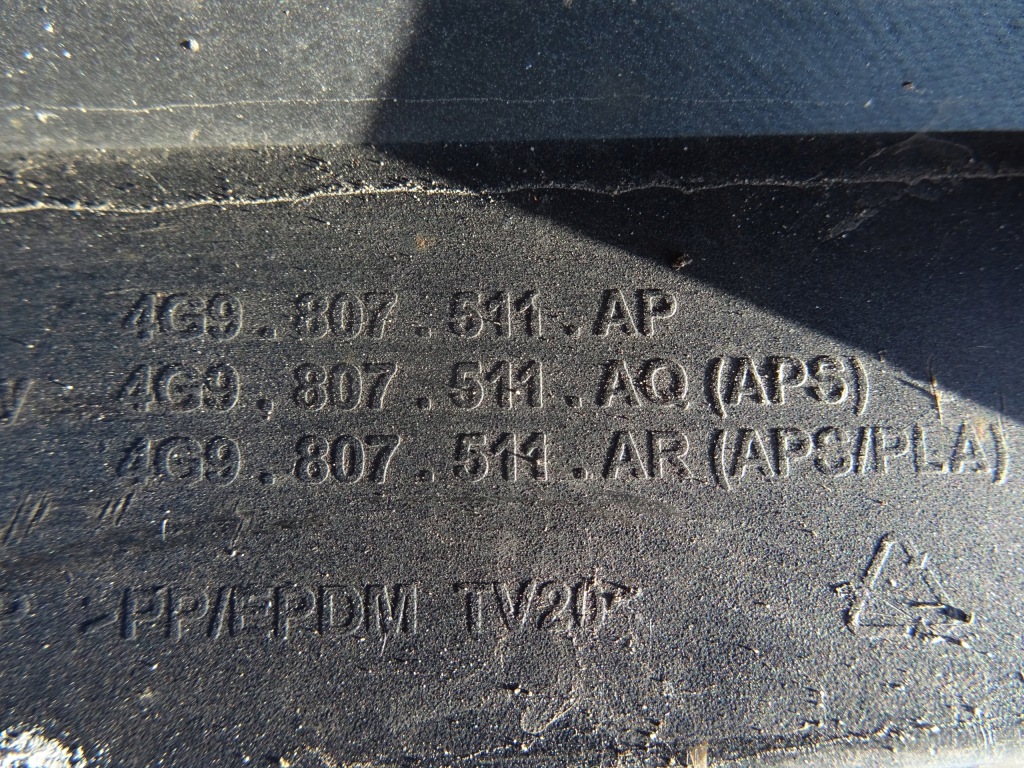 4G9.807.511.AP
4G9.807.511.AQ (APS)
4G9.807.511.AR (APS/PLA)
>PP/EPDM TV20<